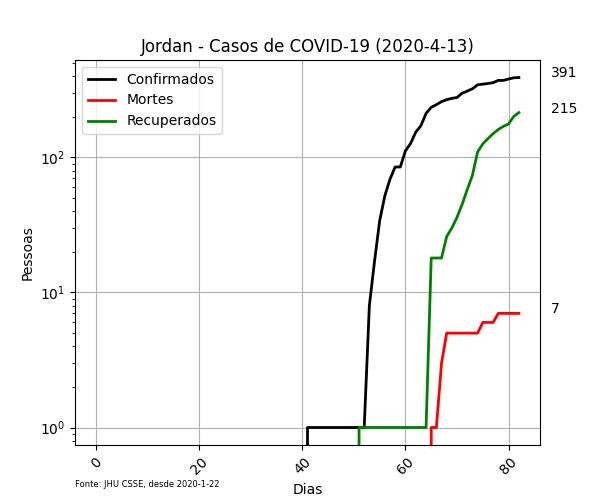 Jordan - Casos de COVID-19 (2020-4-13)
Confirmados
Mortes
Recuperados
391
215
7
Pessoas
10²
10¹
10⁰
0
20
40
60
80
Dias
Fonte: JHU CSSE, desde 2020-1-22